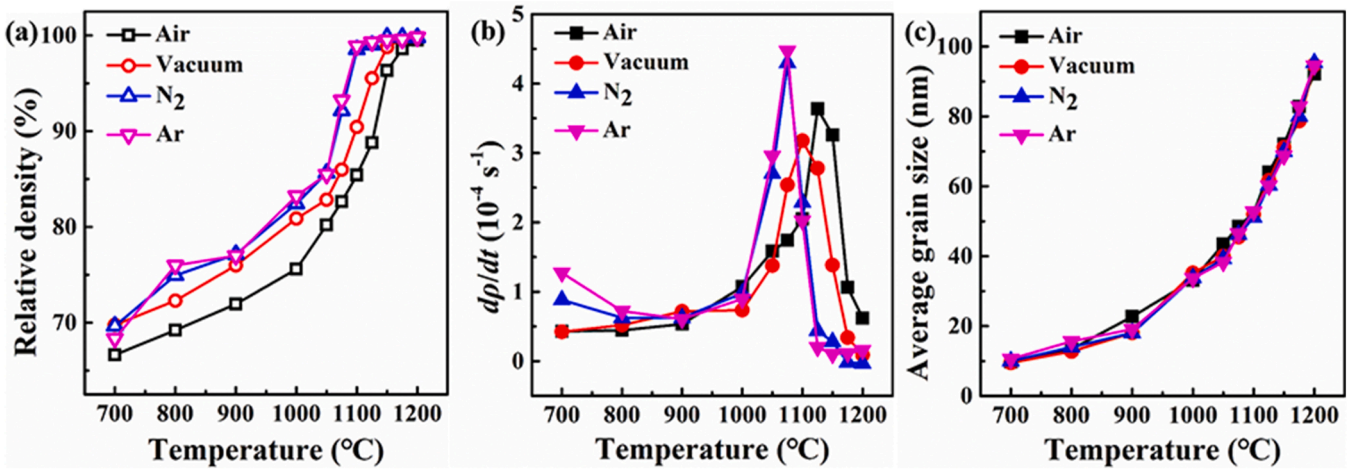 (a)
Air
Vacuum
N2
Ar
100
90
80
70
Relative density (%)
700 800 900 1000 1100 1200
Temperature (℃)
(b)
Air
Vacuum
N2
Ar
5
4
3
2
1
0
dρ/dt (10-4 s-1)
700 800 900 1000 1100 1200
Temperature (℃)
(c)
Air
Vacuum
N2
Ar
100
80
60
40
20
0
Average grain size (nm)
700 800 900 1000 1100 1200
Temperature (℃)